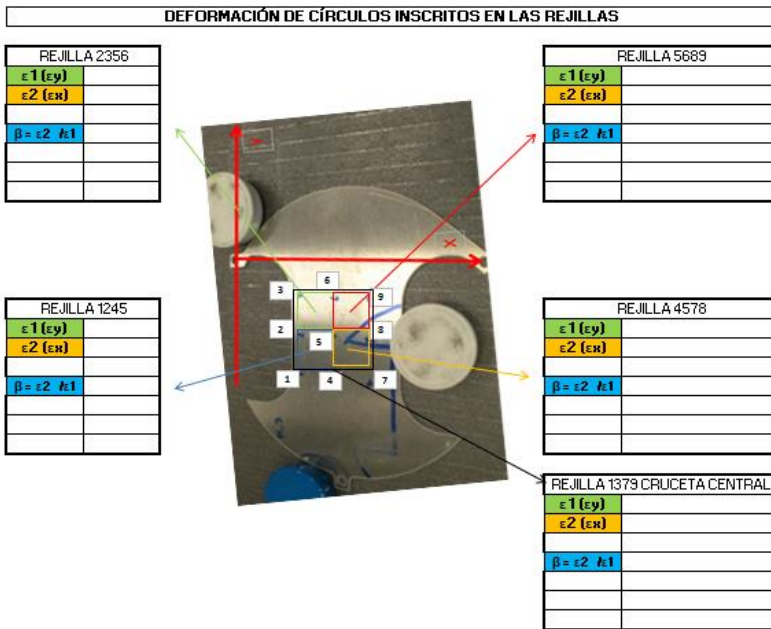 DEFORMACIÓN DE CÍRCULOS INSCRITOS EN LAS REJILLAS
REJILLA 2356
ε1 (εy)
ε2 (εx)
β= ε2 /ε1
REJILLA 5689
ε1 (εy)
ε2 (εx)
β= ε2 /ε1
Y
X
3
6
9
2
5
8
1
4
7
REJILLA 1245
ε1 (εy)
ε2 (εx)
β= ε2 /ε1
REJILLA 4578
ε1 (εy)
ε2 (εx)
β= ε2 /ε1
REJILLA 1379 CRUCETA CENTRAL
ε1 (εy)
ε2 (εx)
β= ε2 /ε1